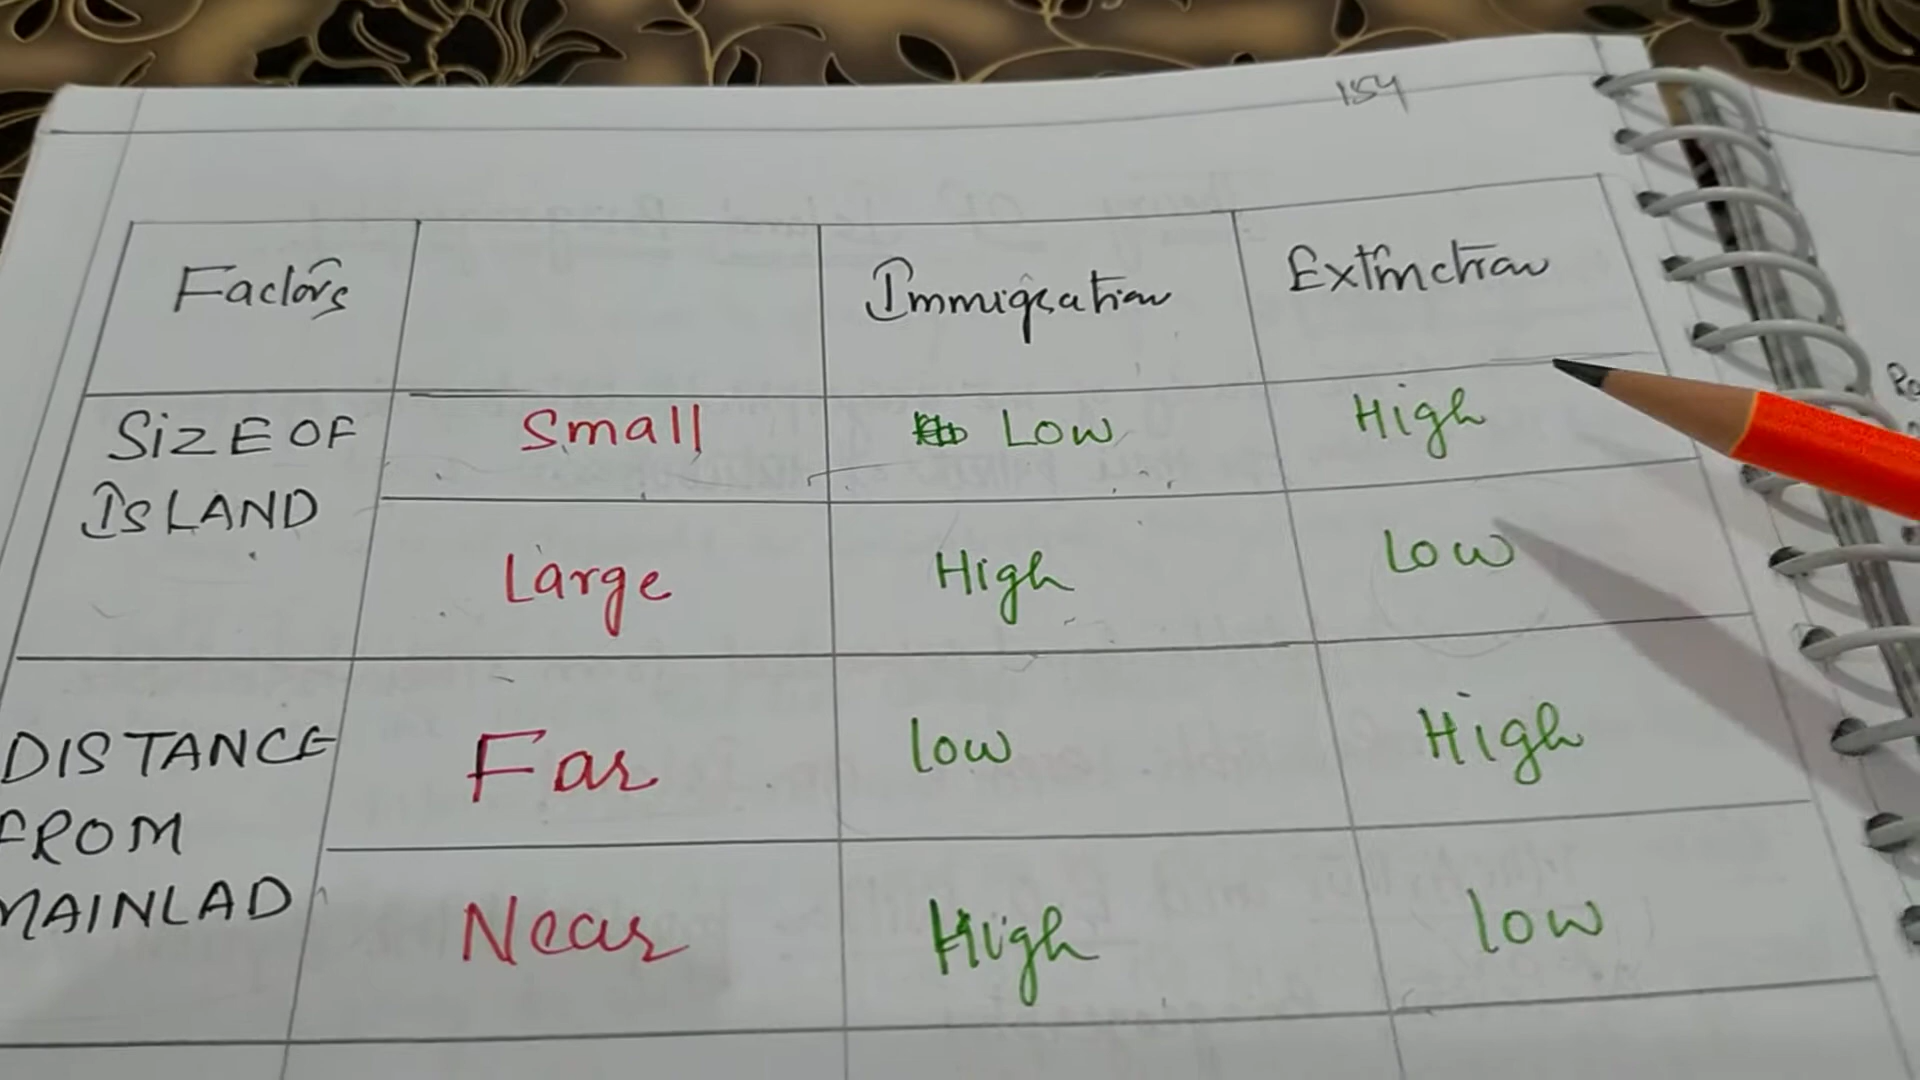 154
Factors Immigration Extinction
SIZE OF Small Low High
ISLAND
Large High Low
DISTANCE Far low High
FROM
MAINLAD Near High low